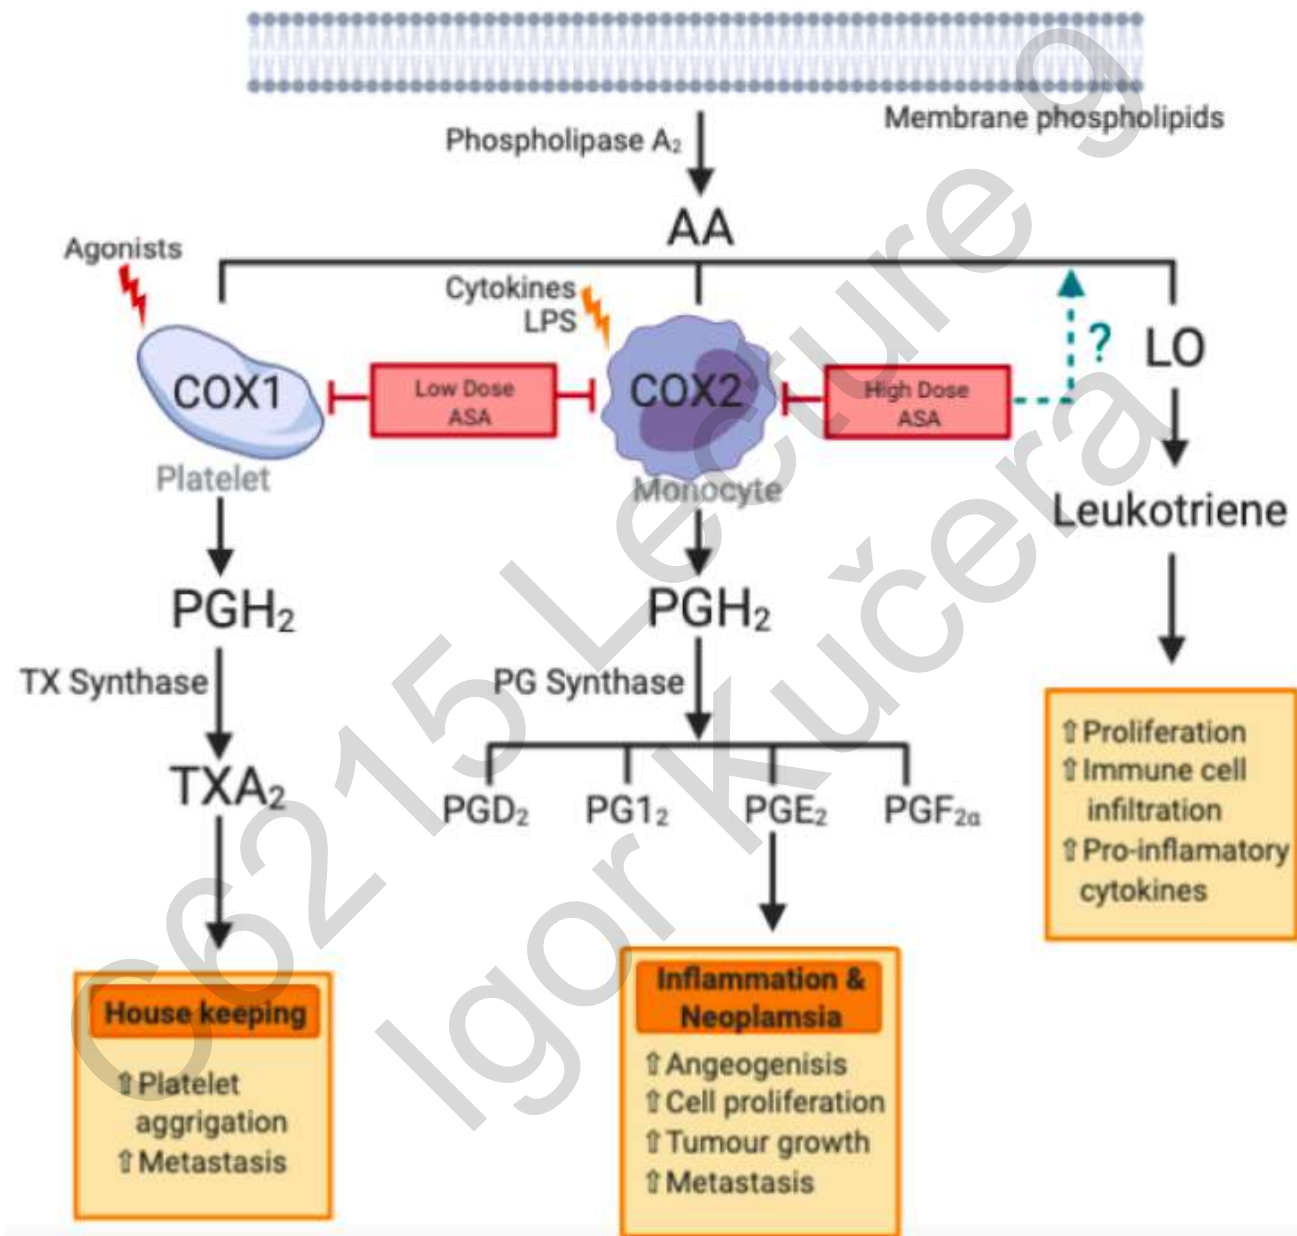 Membrane phospholipids
Phospholipase A₂
AA
Agonists
Cytokines
LPS
COX1
Low Dose
ASA
COX2
High Dose
ASA
?
LO
Platelet
Monocyte
Leukotriene
PGH₂
PGH₂
TX Synthase
PG Synthase
TXA₂
PGD₂
PG1₂
PGE₂
PGF₂α
⇧Proliferation
⇧Immune cell
infiltration
⇧Pro-inflamatory
cytokines
House keeping
⇧Platelet
aggrigation
⇧Metastasis
Inflammation &
Neoplamsia
⇧Angeogenisis
⇧Cell proliferation
⇧Tumour growth
⇧Metastasis
C6215 Lecture 9
Igor Kučera